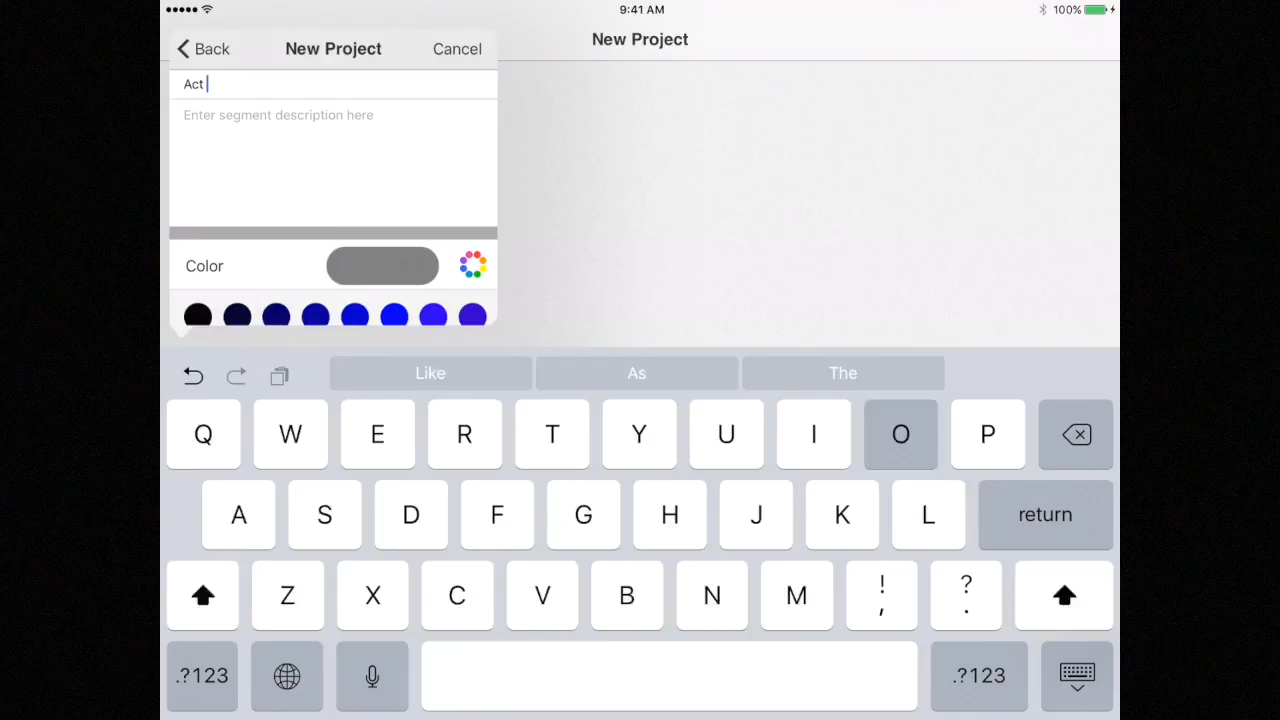 9:41 AM
100%
New Project
Back New Project Cancel
Act
Enter segment description here
Color
Like As The
Q W E R T Y U I O P
A S D F G H J K L return
Z X C V B N M ! , ? .
.?123 .?123